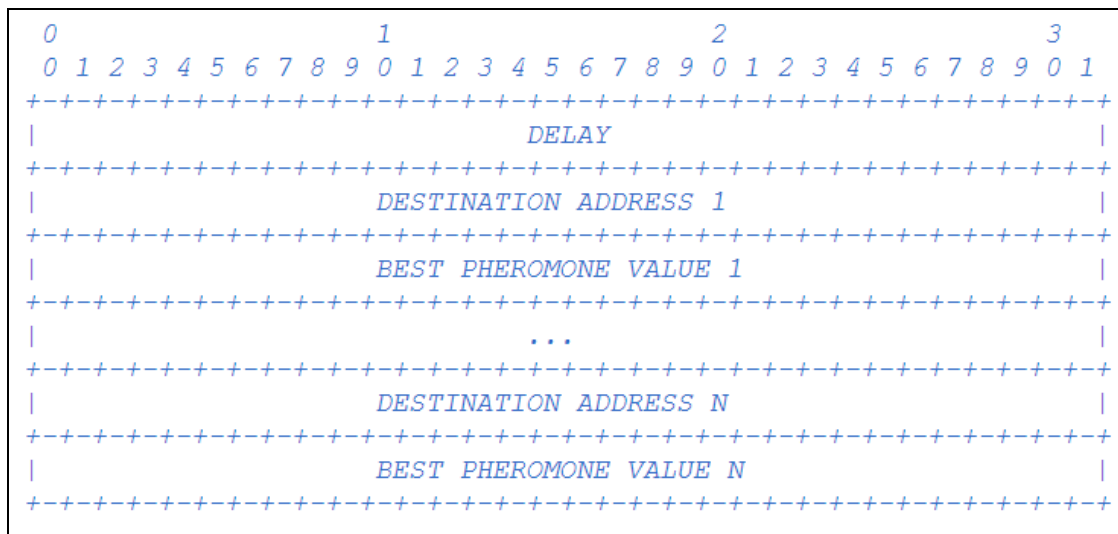 0                   1                   2                   3
0 1 2 3 4 5 6 7 8 9 0 1 2 3 4 5 6 7 8 9 0 1 2 3 4 5 6 7 8 9 0 1
+-+-+-+-+-+-+-+-+-+-+-+-+-+-+-+-+-+-+-+-+-+-+-+-+-+-+-+-+-+-+-+-+
| DELAY |
+-+-+-+-+-+-+-+-+-+-+-+-+-+-+-+-+-+-+-+-+-+-+-+-+-+-+-+-+-+-+-+-+
| DESTINATION ADDRESS 1 |
+-+-+-+-+-+-+-+-+-+-+-+-+-+-+-+-+-+-+-+-+-+-+-+-+-+-+-+-+-+-+-+-+
| BEST PHEROMONE VALUE 1 |
+-+-+-+-+-+-+-+-+-+-+-+-+-+-+-+-+-+-+-+-+-+-+-+-+-+-+-+-+-+-+-+-+
| ... |
+-+-+-+-+-+-+-+-+-+-+-+-+-+-+-+-+-+-+-+-+-+-+-+-+-+-+-+-+-+-+-+-+
| DESTINATION ADDRESS N |
+-+-+-+-+-+-+-+-+-+-+-+-+-+-+-+-+-+-+-+-+-+-+-+-+-+-+-+-+-+-+-+-+
| BEST PHEROMONE VALUE N |
+-+-+-+-+-+-+-+-+-+-+-+-+-+-+-+-+-+-+-+-+-+-+-+-+-+-+-+-+-+-+-+-+